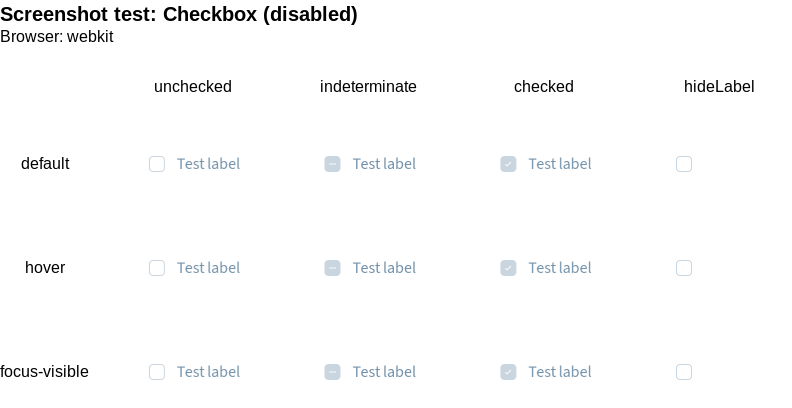 Screenshot test: Checkbox (disabled)
Browser: webkit
unchecked indeterminate checked hideLabel
default Test label Test label Test label
hover Test label Test label Test label
focus-visible Test label Test label Test label